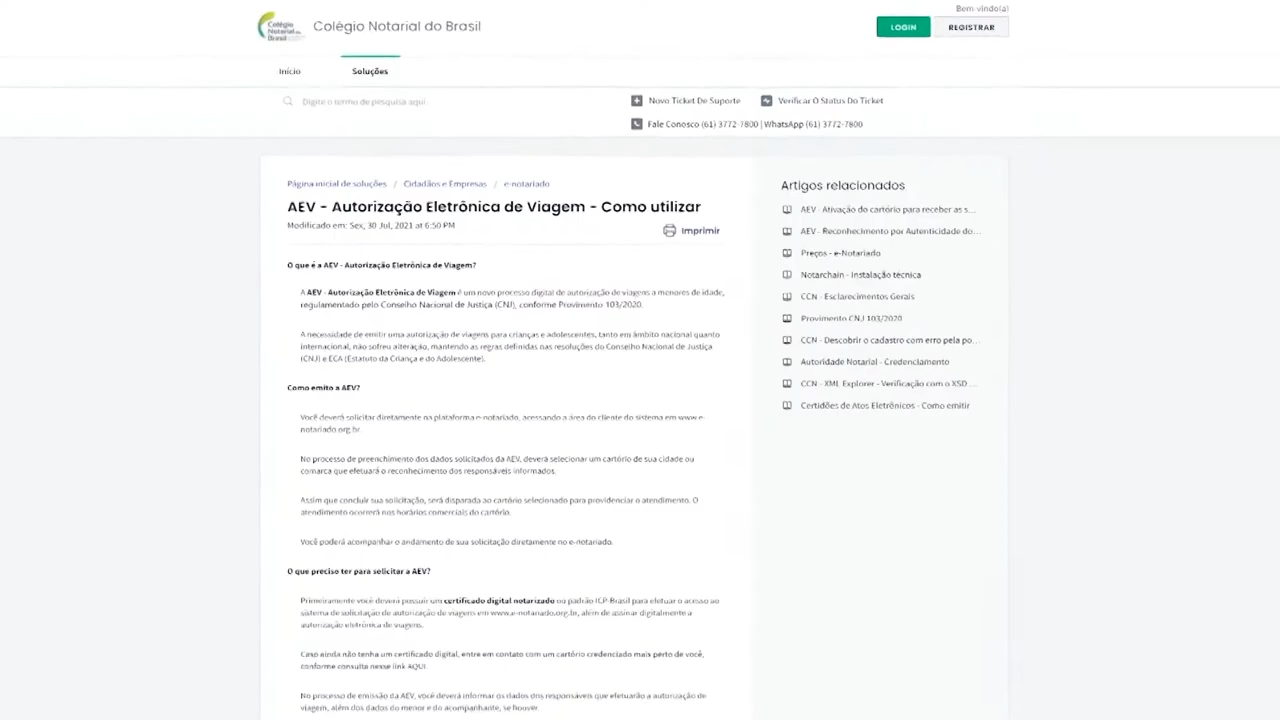 Bem vindo(a)
Colégio
Notarial do
Brasil
Colégio Notarial do Brasil
LOGIN
REGISTRAR
Início
Soluções
Digite o termo de pesquisa aqui
Novo Ticket De Suporte
Verificar O Status Do Ticket
Fale Conosco (61) 3772-7800 | WhatsApp (61) 3772-7800
Página inicial de soluções / Cidadãos e Empresas / e-notariado
AEV - Autorização Eletrônica de Viagem - Como utilizar
Modificado em: Sex, 30 Jul, 2021 at 6:50 PM
Imprimir
O que é a AEV - Autorização Eletrônica de Viagem?
A AEV - Autorização Eletrônica de Viagem é um novo processo digital de autorização de viagens a menores de idade,
regulamentado pelo Conselho Nacional de Justiça (CNJ), conforme Provimento 103/2020.
A necessidade de emitir uma autorização de viagens para crianças e adolescentes, tanto em âmbito nacional quanto
internacional, não sofreu alteração, mantendo as regras definidas nas resoluções do Conselho Nacional de Justiça
(CNJ) e ECA (Estatuto da Criança e do Adolescente).
Como emito a AEV?
Você deverá solicitar diretamente na plataforma e-notariado, acessando a área do cliente do sistema em www.e-
notariado.org.br
No processo de preenchimento dos dados solicitados da AEV, deverá selecionar um cartório de sua cidade ou
comarca que efetuará o reconhecimento dos responsáveis informados.
Assim que concluir sua solicitação, será disparada ao cartório selecionado para providenciar o atendimento. O
atendimento ocorrerá nos horários comerciais do cartório.
Você poderá acompanhar o andamento de sua solicitação diretamente no e-notariado.
O que preciso ter para solicitar a AEV?
Primeiramente você deverá possuir um certificado digital notarizado ou padrão ICP-Brasil para efetuar o acesso ao
sistema de solicitação de autorização de viagens em www.e-notariado.org.br, além de assinar digitalmente a
autorização eletrônica de viagens.
Caso ainda não tenha um certificado digital, entre em contato com um cartório credenciado mais perto de você,
conforme consulta nesse link AQUI.
No processo de emissão da AEV, você deverá informar os dados dos responsáveis que efetuarão a autorização de
viagem, além dos dados do menor e do acompanhante, se houver.
Artigos relacionados
AEV - Ativação do cartório para receber as s...
AEV - Reconhecimento por Autenticidade do...
Preços - e-Notariado
Notarchain - Instalação técnica
CCN - Esclarecimentos Gerais
Provimento CNJ 103/2020
CCN - Descobrir o cadastro com erro pela po...
Autoridade Notarial - Credenciamento
CCN - XML Explorer - Verificação com o XSD ...
Certidões de Atos Eletrônicos - Como emitir